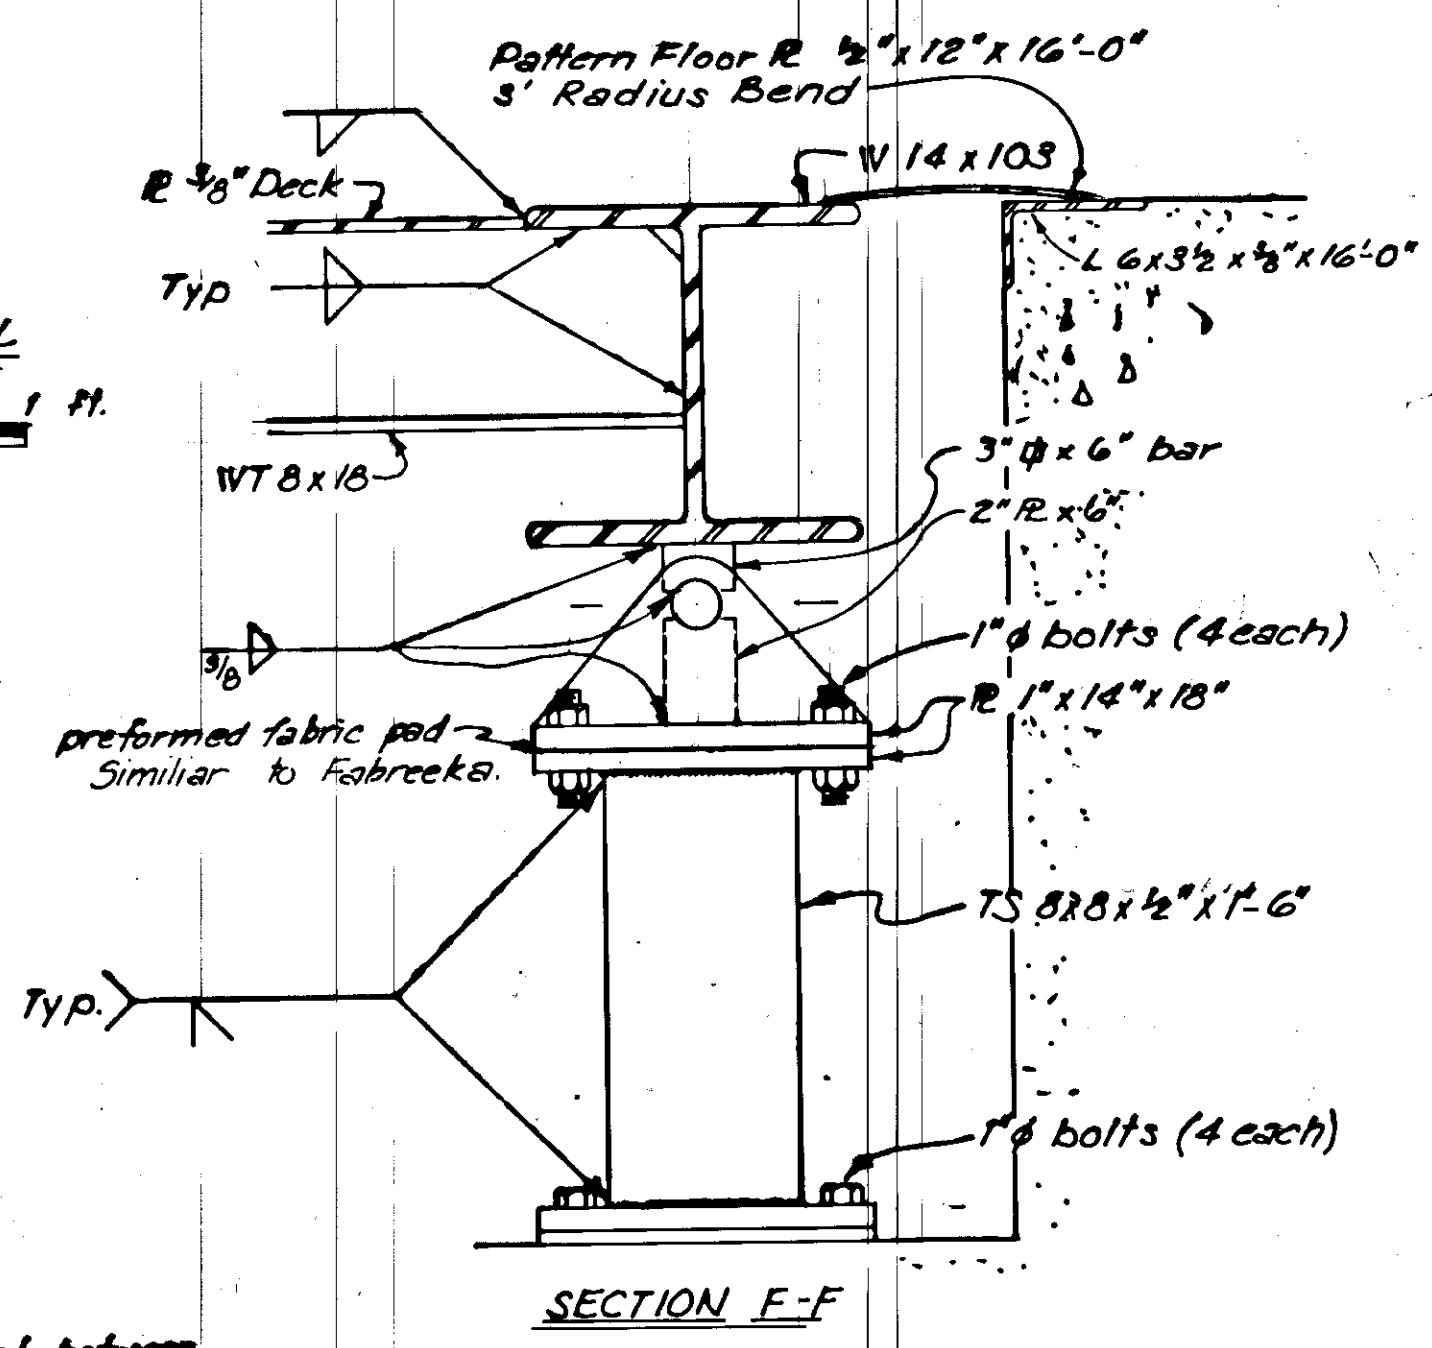 Pattern Floor ℄ 1/2" x 12" x 16'-0"
3' Radius Bend
W 14 x 103
℄ 3/8" Deck
L 6 x 3 1/2 x 3/8" x 16'-0"
Typ
1 ft.
WT 8 x 18
3" ф x 6" bar
2" ℄ x 6"
1" ф bolts (4 each)
3/8
℄ 1" x 14" x 18"
preformed fabric pad
Similiar to Fabreeka.
TS 8x8 x 1/2" x 1'-6"
Typ.
1" ф bolts (4 each)
SECTION F-F